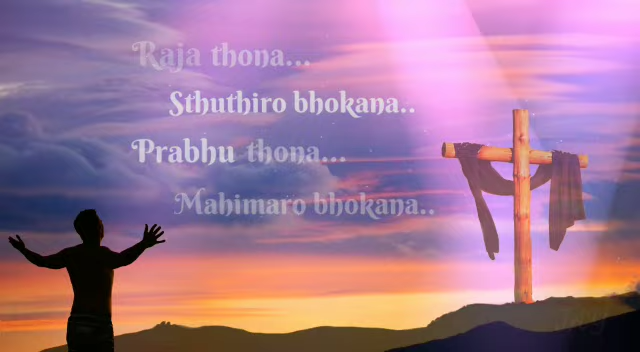 Raja thona...
Sthuthiro bhokana..
Prabhu thona...
Mahimaro bhokana..